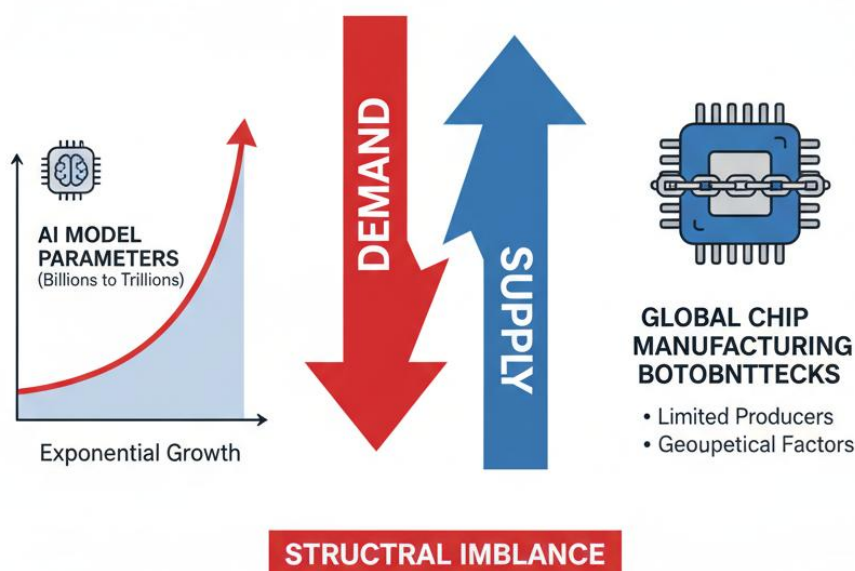 AI MODEL
PARAMETERS
(Billions to Trillions)
Exponential Growth
DEMAND
SUPPLY
GLOBAL CHIP
MANUFACTURING
BOTOBNTTECKS
• Limited Producers
• Geoupetical Factors
STRUCTRAL IMBLANCE